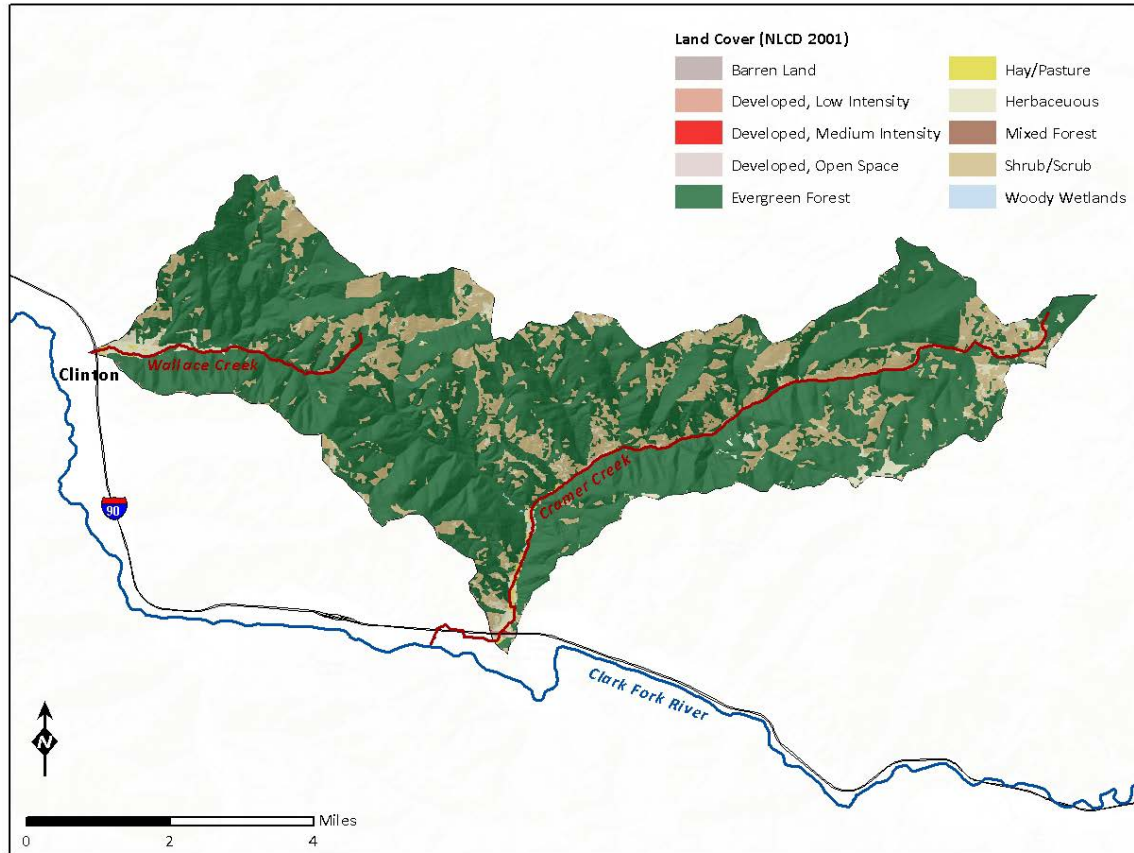 Land Cover (NLCD 2001)
Barren Land
Developed, Low Intensity
Developed, Medium Intensity
Developed, Open Space
Evergreen Forest
Hay/Pasture
Herbaceuous
Mixed Forest
Shrub/Scrub
Woody Wetlands
Wallace Creek
Clinton
Cramer Creek
90
Clark Fork River
N
Miles
0 2 4